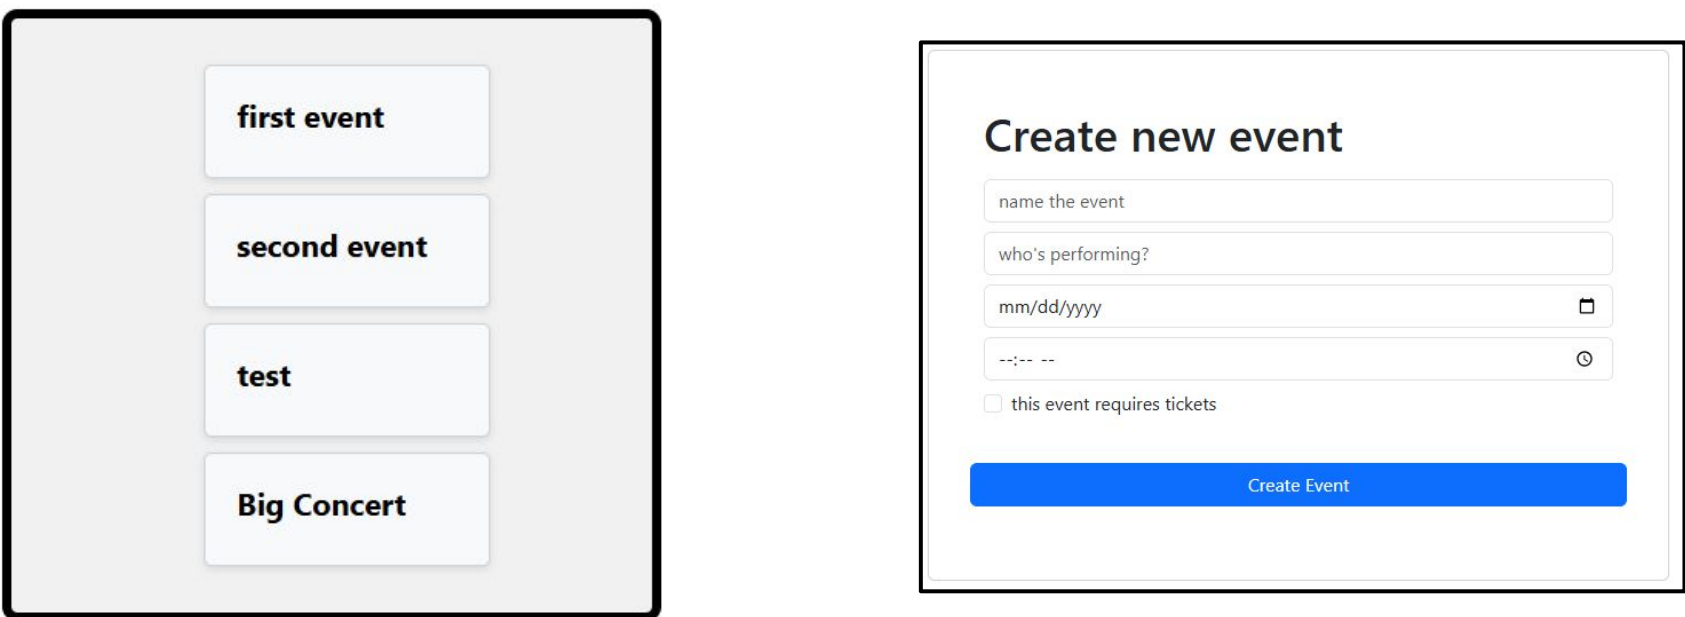 first event
second event
test
Big Concert
Create new event
name the event
who's performing?
mm/dd/yyyy
--:-- --
this event requires tickets
Create Event